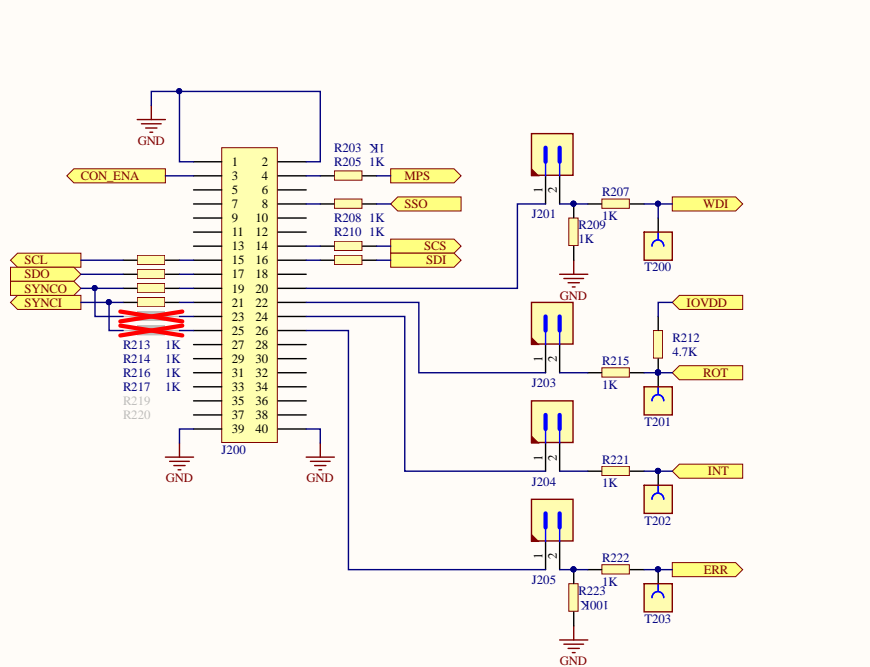 GND
R203 1K
R205 1K
CON_ENA
MPS
SSO
R208 1K
R210 1K
SCS
SDI
SCL
SDO
SYNCO
SYNCI
1 2
3 4
5 6
7 8
9 10
11 12
13 14
15 16
17 18
19 20
21 22
23 24
25 26
27 28
29 30
31 32
33 34
35 36
37 38
39 40
J200
R213 1K
R214 1K
R216 1K
R217 1K
R219
R220
GND
GND
1 2
J201
R207
1K
WDI
R209
1K
T200
GND
IOVDD
R212
4.7K
1 2
J203
R215
1K
ROT
T201
1 2
J204
R221
1K
INT
T202
1 2
J205
R222
1K
ERR
R223
100K
T203
GND